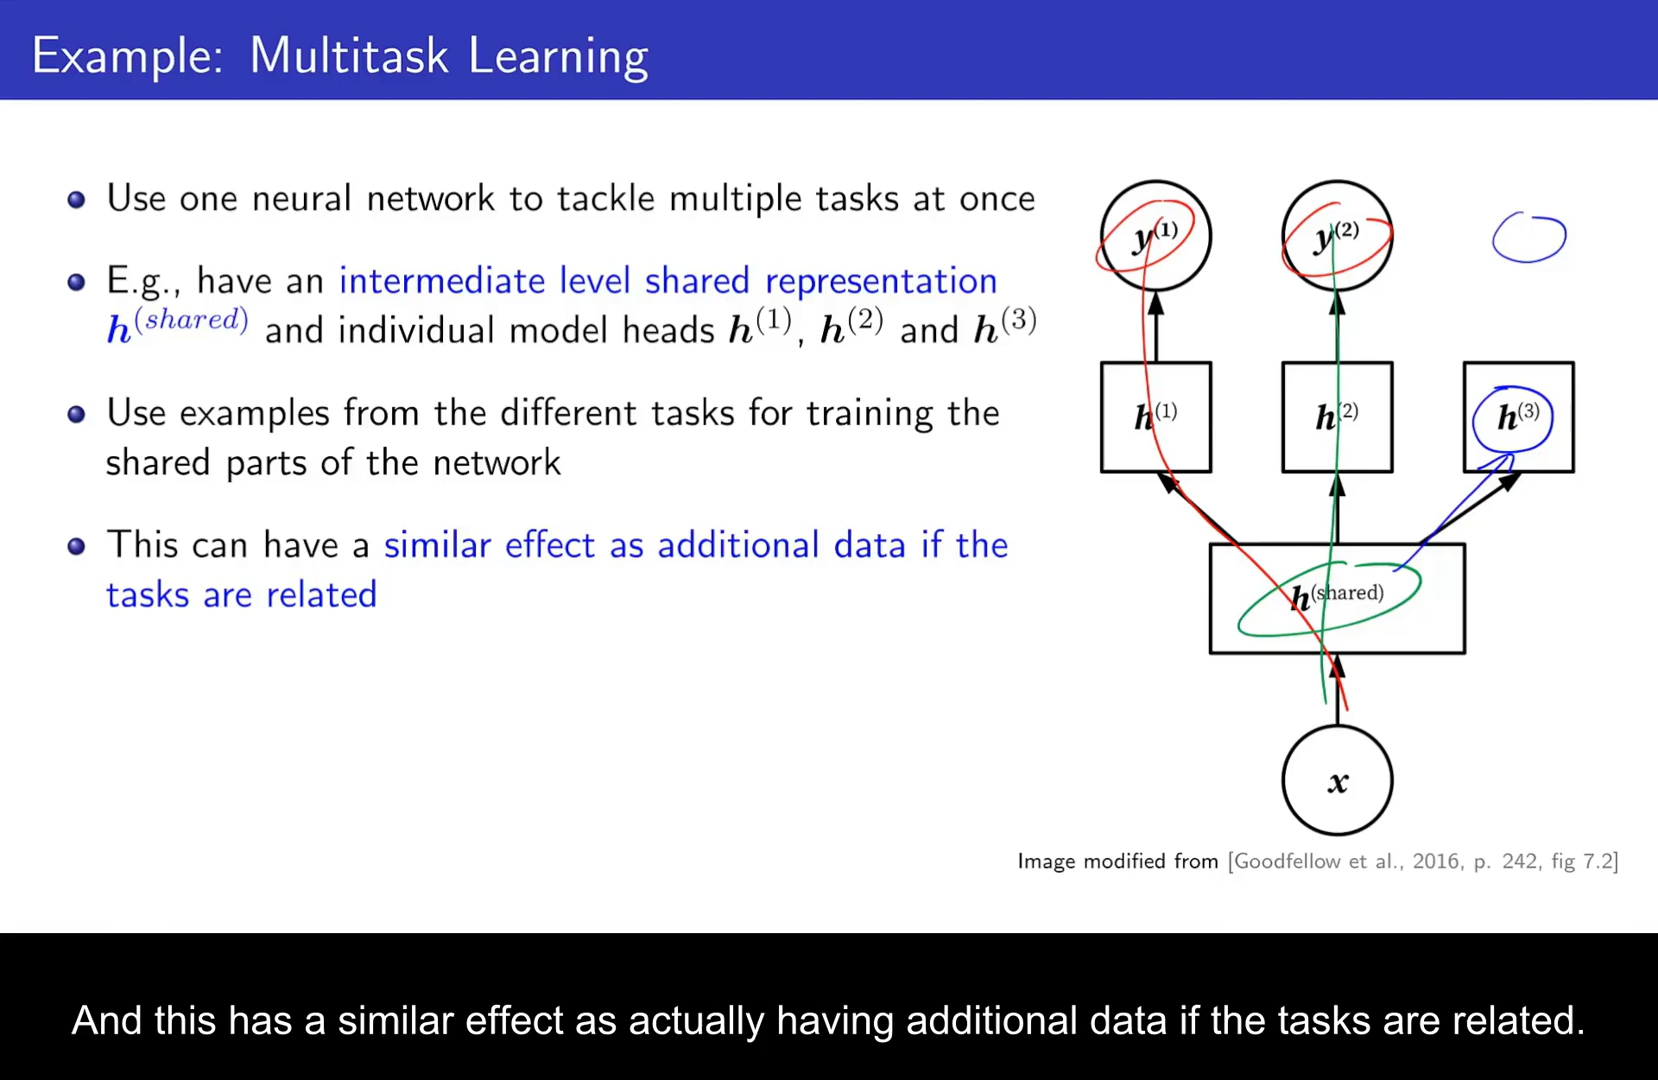 Example: Multitask Learning
Use one neural network to tackle multiple tasks at once
E.g., have an intermediate level shared representation
h^(shared) and individual model heads h^(1), h^(2) and h^(3)
Use examples from the different tasks for training the
shared parts of the network
This can have a similar effect as additional data if the
tasks are related
y^(1) y^(2)
h^(1) h^(2) h^(3)
h^(shared)
x
Image modified from [Goodfellow et al., 2016, p. 242, fig 7.2]
And this has a similar effect as actually having additional data if the tasks are related.